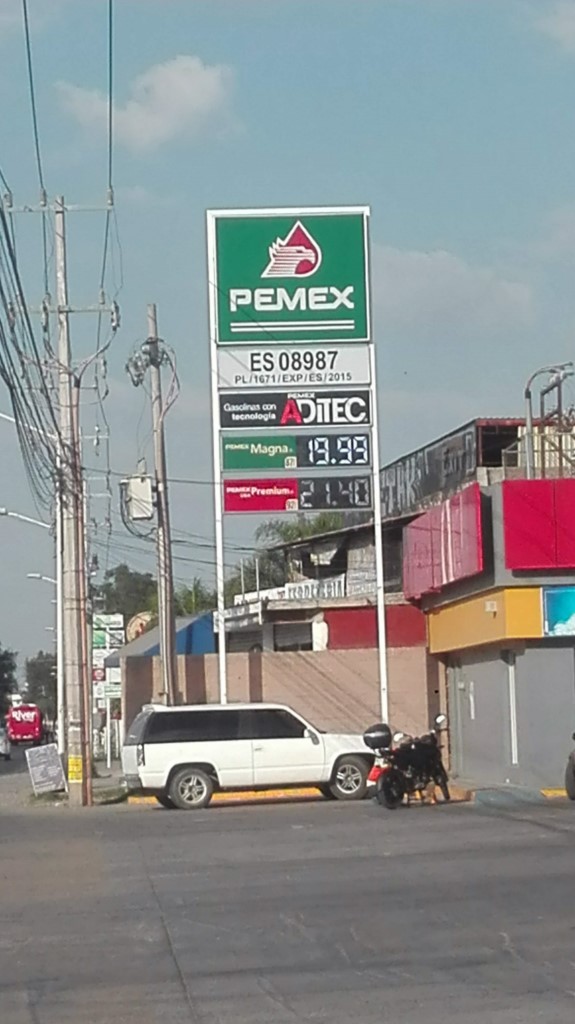 PEMEX
ES 08987
PL/1671/EXP/ES/2015
Gasolinas con tecnología PEMEX ADITEC
PEMEX Magna 19.99
PEMEX Premium 21.40
River